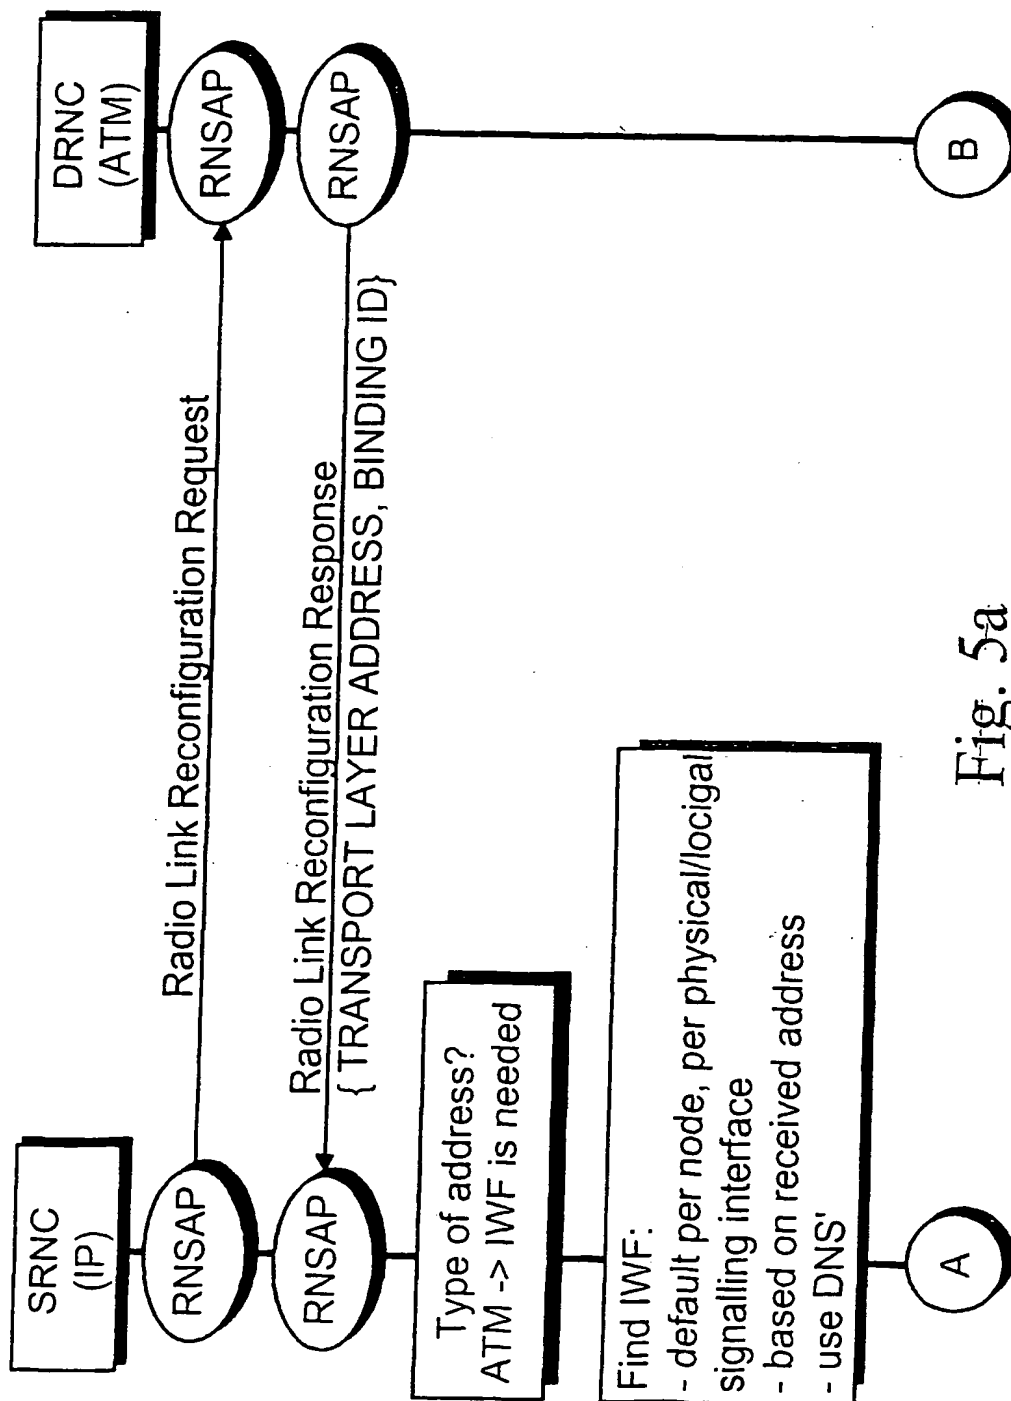 SRNC
(IP)
DRNC
(ATM)
RNSAP
Radio Link Reconfiguration Request
RNSAP
RNSAP
Radio Link Reconfiguration Response
{ TRANSPORT LAYER ADDRESS, BINDING ID}
RNSAP
Type of address?
ATM -> IWF is needed
Find IWF:
- default per node, per physical/locigal
signalling interface
- based on received address
- use DNS'
A
B
Fig. 5a